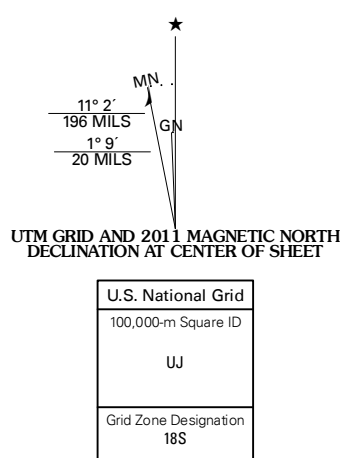 ★
MN
11° 2´
196 MILS
GN
1° 9´
20 MILS
UTM GRID AND 2011 MAGNETIC NORTH
DECLINATION AT CENTER OF SHEET
U.S. National Grid
100,000-m Square ID
UJ
Grid Zone Designation
18S